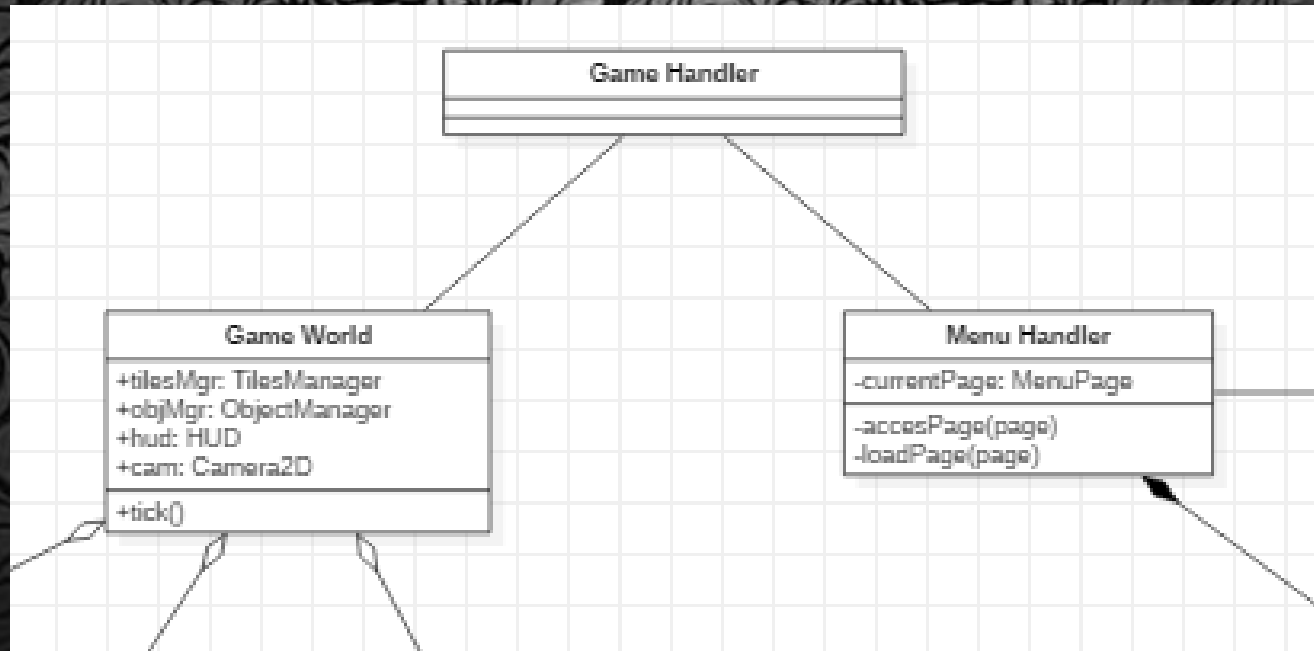 Game Handler
Game World
+tilesMgr: TilesManager
+objMgr: ObjectManager
+hud: HUD
+cam: Camera2D
+tick()
Menu Handler
-currentPage: MenuPage
-accesPage(page)
-loadPage(page)